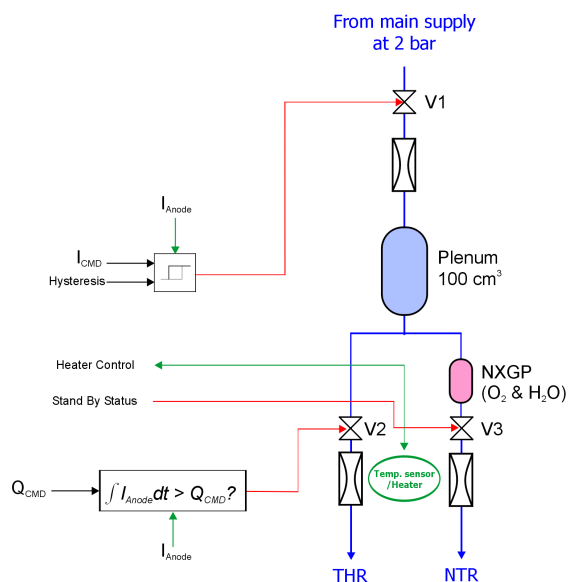 From main supply
at 2 bar
V1
I_Anode
I_CMD
Hysteresis
Plenum
100 cm³
Heater Control
NXGP
(O₂ & H₂O)
Stand By Status
V2
V3
Temp. sensor
/Heater
Q_CMD
∫ I_Anode dt > Q_CMD ?
I_Anode
THR
NTR